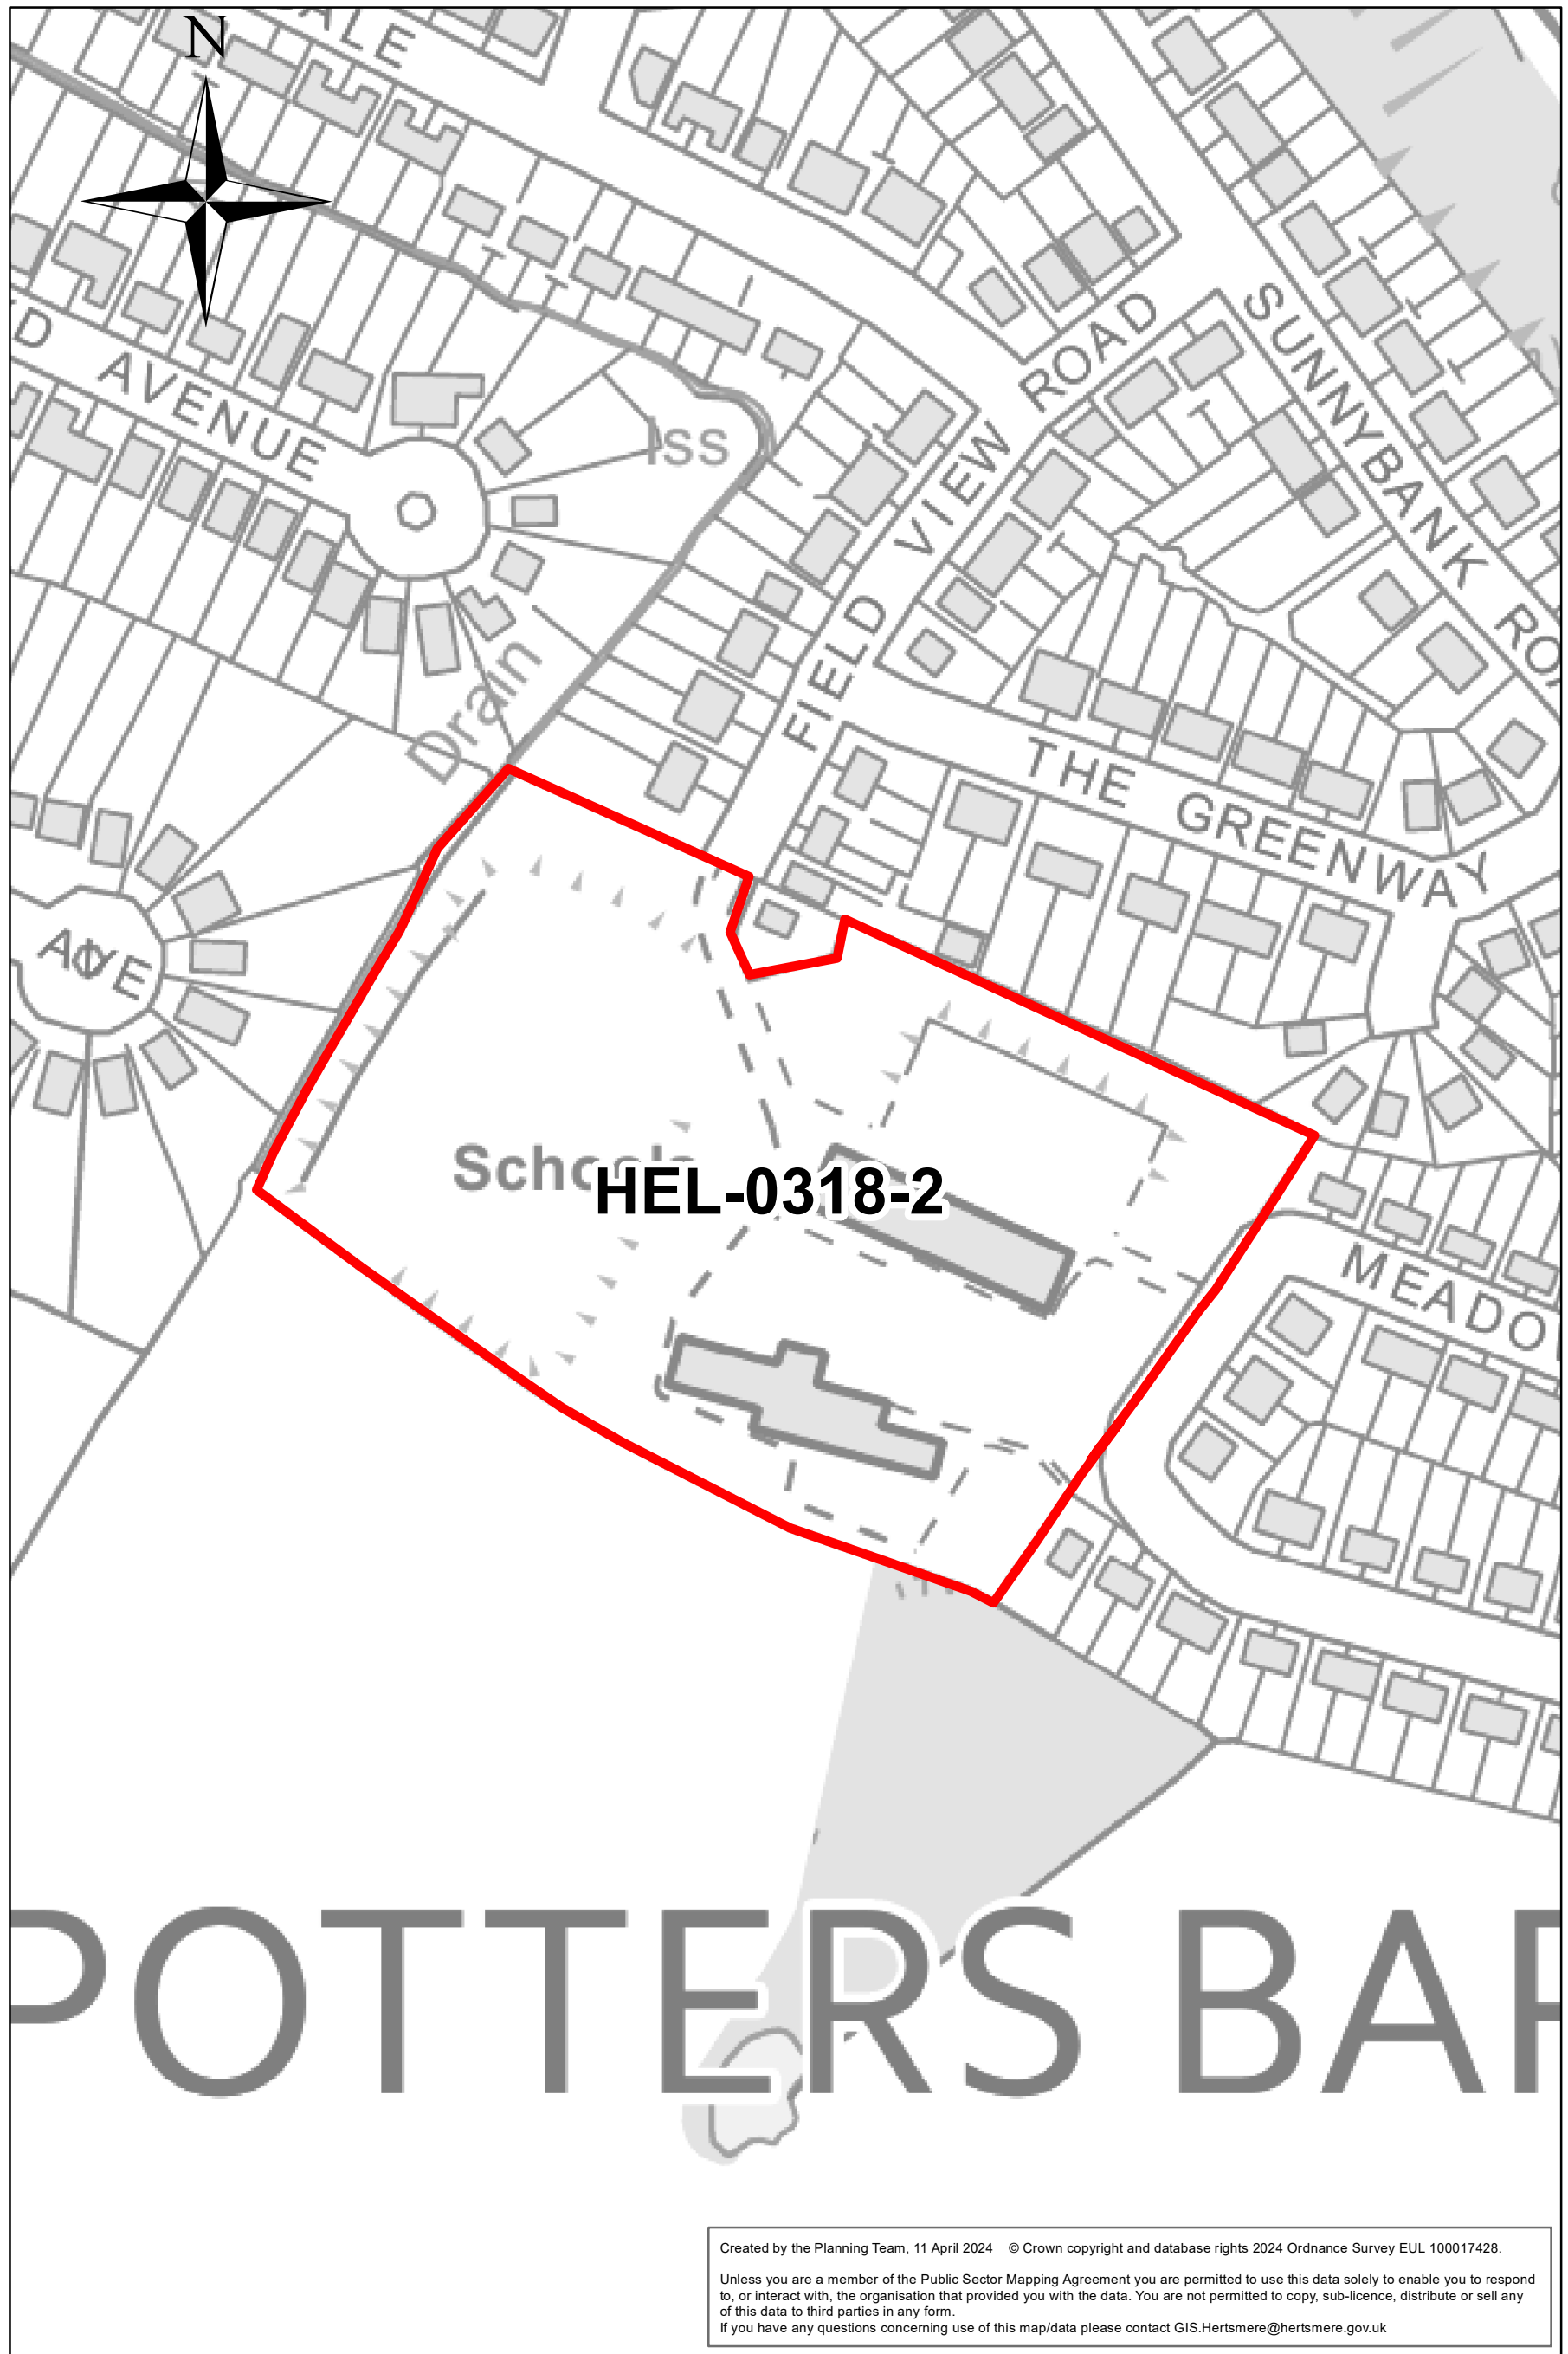 N
ALE
D AVENUE
Iss
ROAD
SUNNYBANK
FIELD VIEW
Drain
THE GREENWAY
AVE
Schools
HEL-0318-2
MEADO
POTTERS BAR
Created by the Planning Team, 11 April 2024 © Crown copyright and database rights 2024 Ordnance Survey EUL 100017428.
Unless you are a member of the Public Sector Mapping Agreement you are permitted to use this data solely to enable you to respond
to, or interact with, the organisation that provided you with the data. You are not permitted to copy, sub-licence, distribute or sell any
of this data to third parties in any form.
If you have any questions concerning use of this map/data please contact GIS.Hertsmere@hertsmere.gov.uk